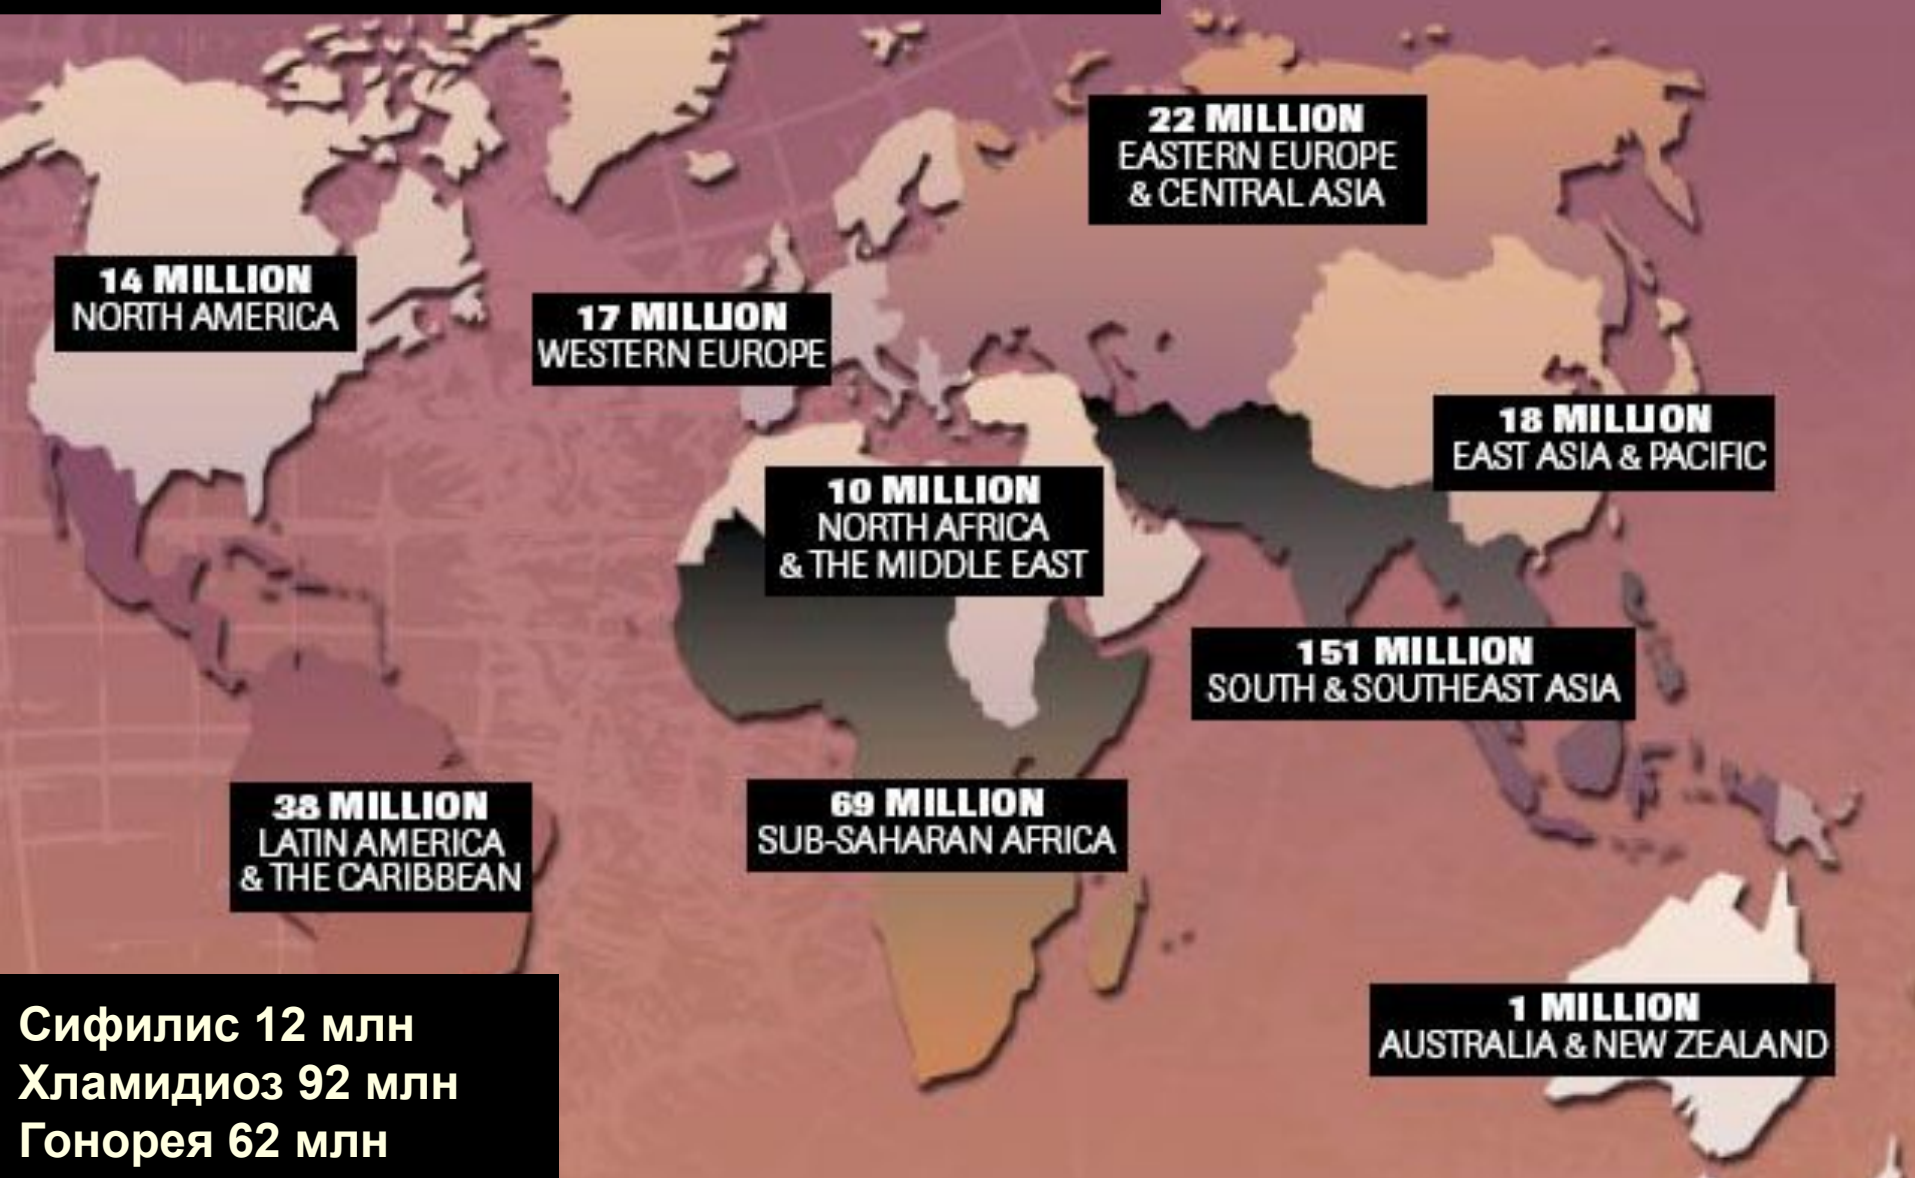 22 MILLION
EASTERN EUROPE
& CENTRAL ASIA
14 MILLION
NORTH AMERICA
17 MILLION
WESTERN EUROPE
18 MILLION
EAST ASIA & PACIFIC
10 MILLION
NORTH AFRICA
& THE MIDDLE EAST
151 MILLION
SOUTH & SOUTHEAST ASIA
38 MILLION
LATIN AMERICA
& THE CARIBBEAN
69 MILLION
SUB-SAHARAN AFRICA
1 MILLION
AUSTRALIA & NEW ZEALAND
Сифилис 12 млн
Хламидиоз 92 млн
Гонорея 62 млн